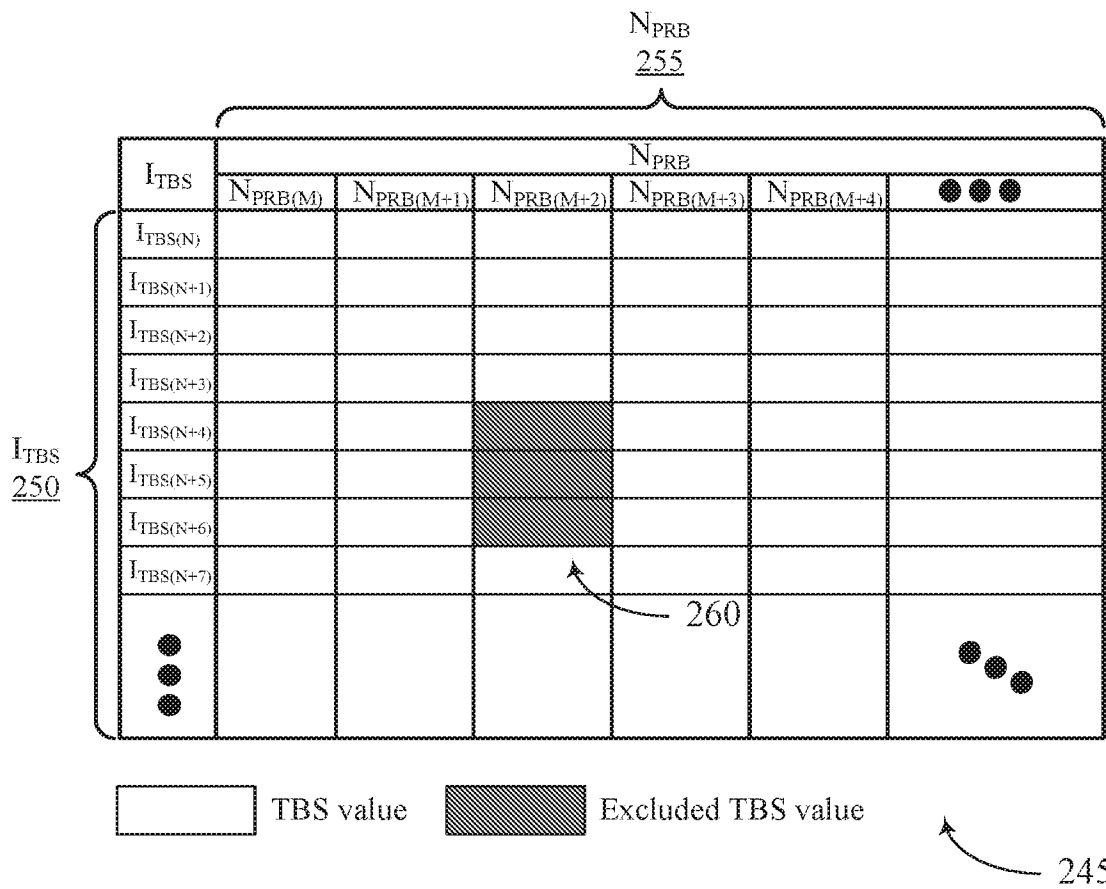 N_PRB
255
I_TBS
N_PRB
N_PRB(M) N_PRB(M+1) N_PRB(M+2) N_PRB(M+3) N_PRB(M+4)
I_TBS(N)
I_TBS(N+1)
I_TBS(N+2)
I_TBS(N+3)
I_TBS(N+4)
I_TBS(N+5)
I_TBS(N+6)
I_TBS(N+7)
I_TBS
250
260
TBS value
Excluded TBS value
245